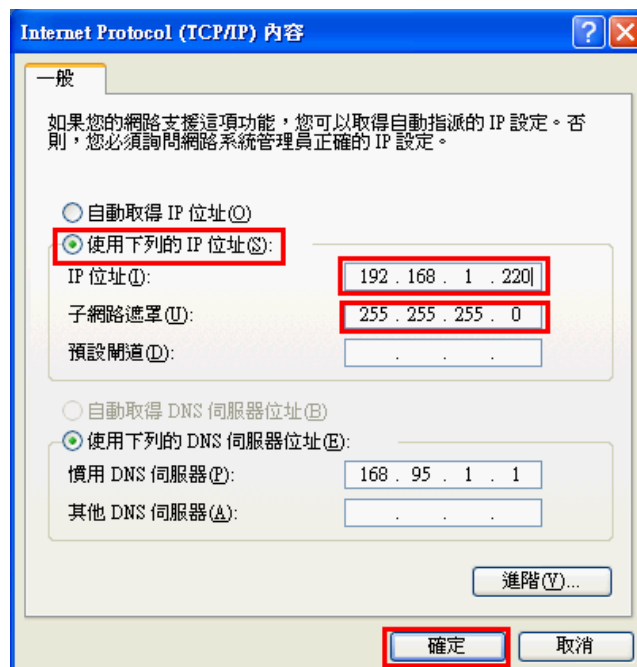 Internet Protocol (TCP/IP) 內容
一般
如果您的網路支援這項功能，您可以取得自動指派的 IP 設定。否
則，您必須詢問網路系統管理員正確的 IP 設定。
自動取得 IP 位址(O)
使用下列的 IP 位址(S):
IP 位址(I): 192 . 168 . 1 . 220
子網路遮罩(U): 255 . 255 . 255 . 0
預設閘道(D): . . .
自動取得 DNS 伺服器位址(B)
使用下列的 DNS 伺服器位址(E):
慣用 DNS 伺服器(P): 168 . 95 . 1 . 1
其他 DNS 伺服器(A): . . .
進階(V)...
確定 取消